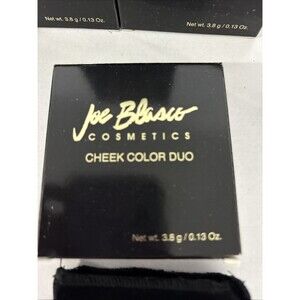 Net wt. 3.8 g / 0.13 Oz.
Net wt. 3.8 g / 0.13 Oz.
Joe Blasco
COSMETICS
CHEEK COLOR DUO
Net wt. 3.8 g / 0.13 Oz.